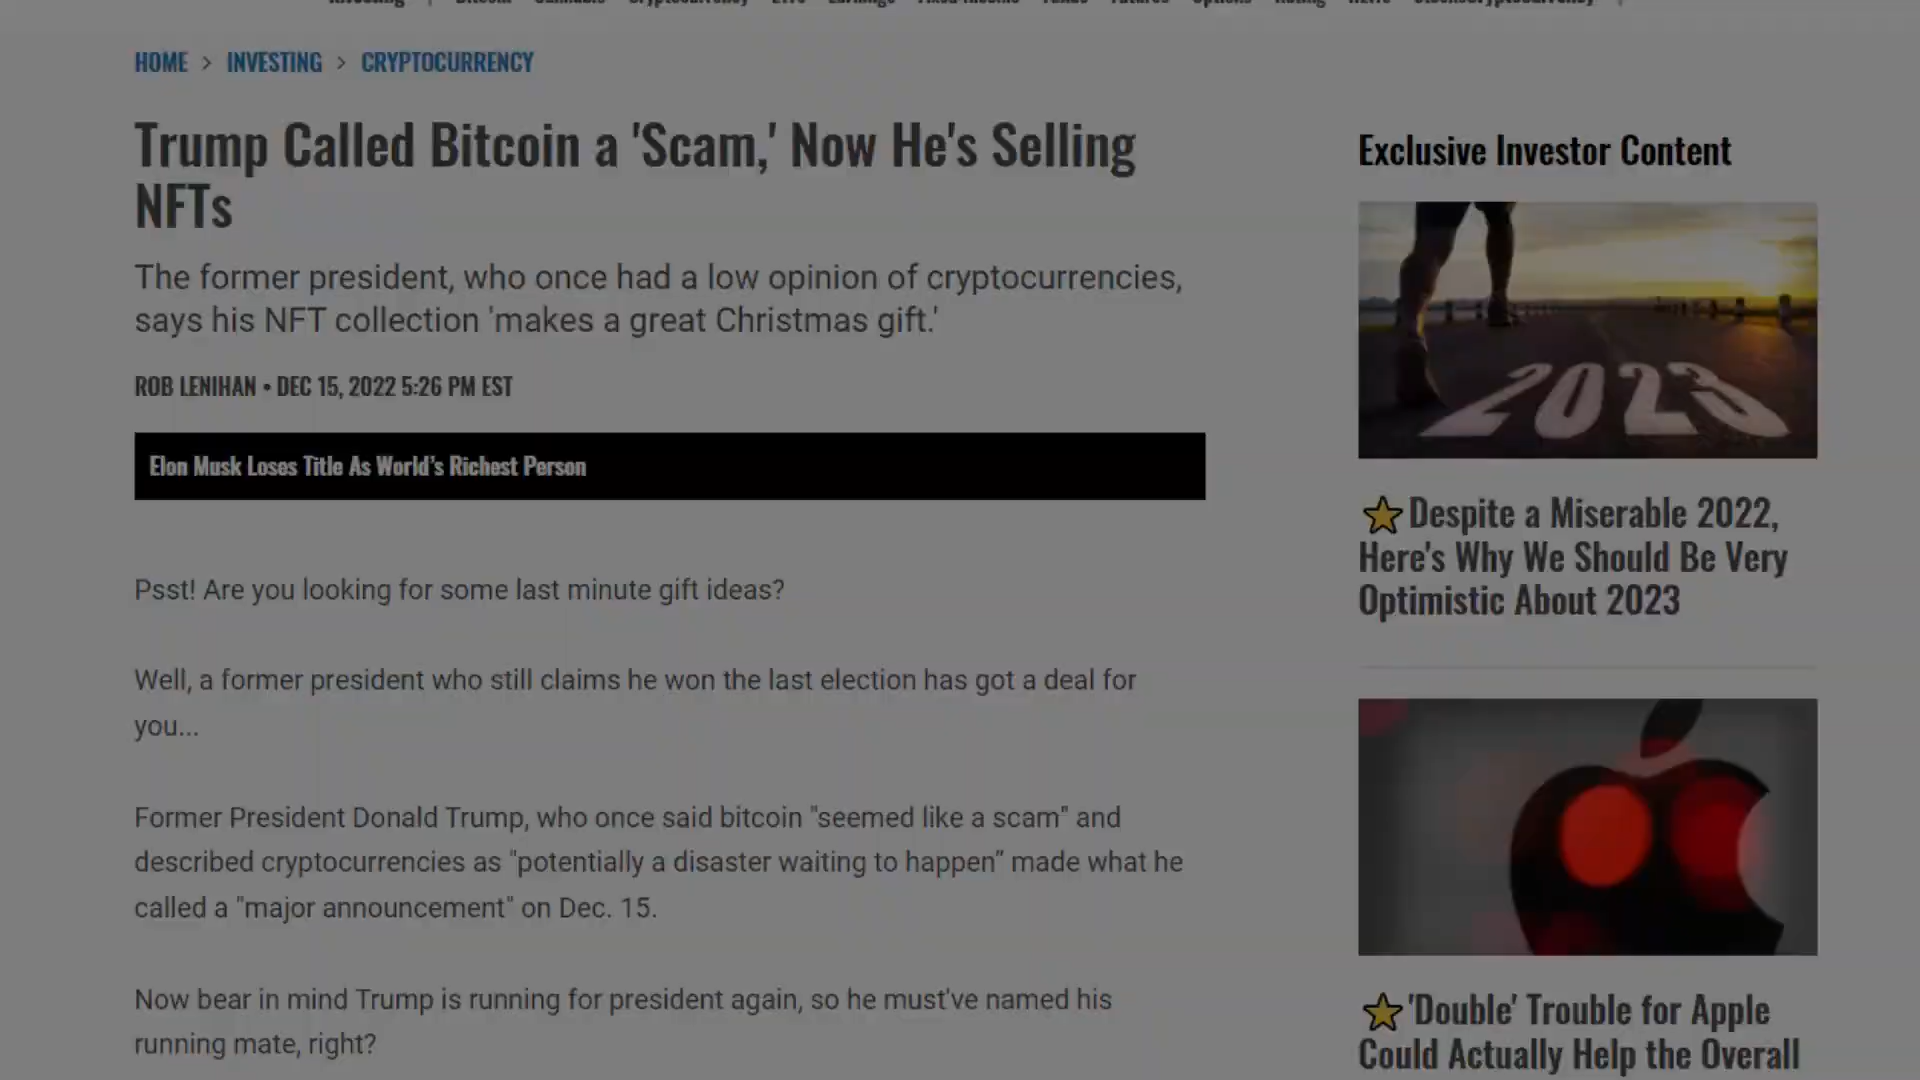 HOME > INVESTING > CRYPTOCURRENCY
Trump Called Bitcoin a 'Scam,' Now He's Selling
NFTs
The former president, who once had a low opinion of cryptocurrencies,
says his NFT collection 'makes a great Christmas gift.'
ROB LENIHAN • DEC 15, 2022 5:26 PM EST
Elon Musk Loses Title As World's Richest Person
Psst! Are you looking for some last minute gift ideas?
Well, a former president who still claims he won the last election has got a deal for
you...
Former President Donald Trump, who once said bitcoin "seemed like a scam" and
described cryptocurrencies as "potentially a disaster waiting to happen” made what he
called a "major announcement" on Dec. 15.
Now bear in mind Trump is running for president again, so he must've named his
running mate, right?
Exclusive Investor Content
2023
Despite a Miserable 2022,
Here's Why We Should Be Very
Optimistic About 2023
'Double' Trouble for Apple
Could Actually Help the Overall